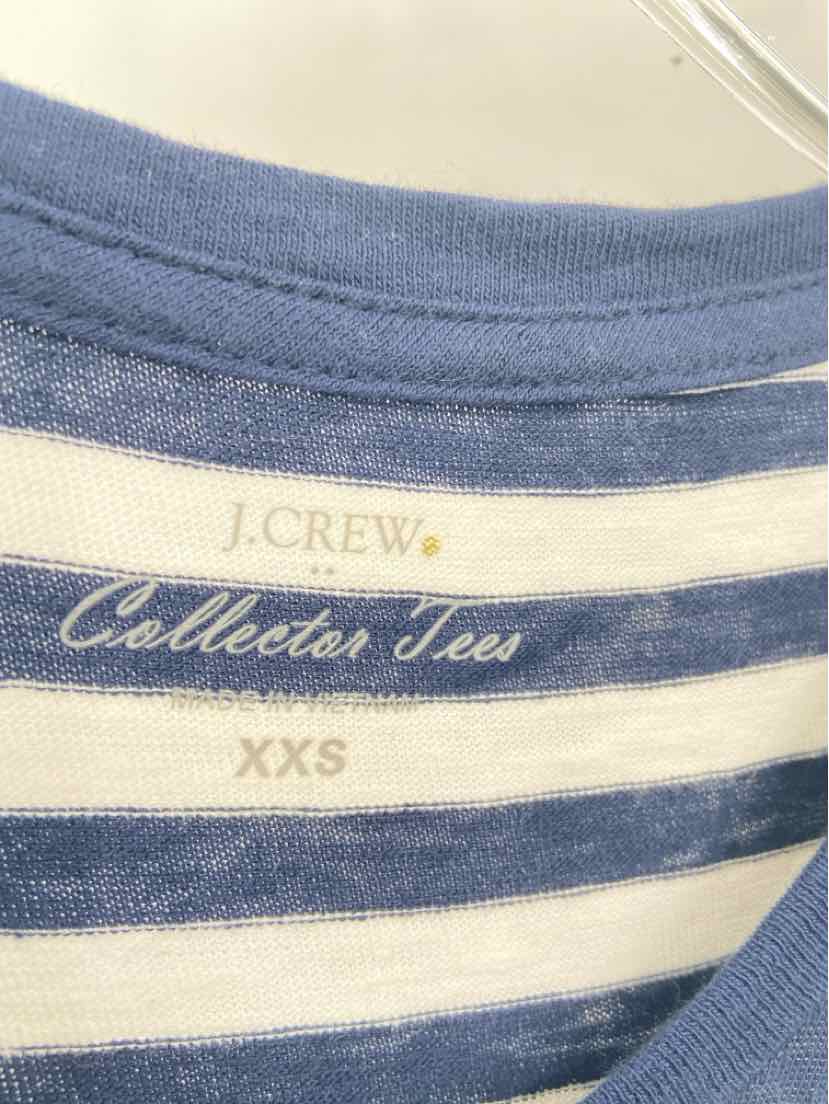 J.CREW
Collector Tees
MADE IN VIETNAM
XXS